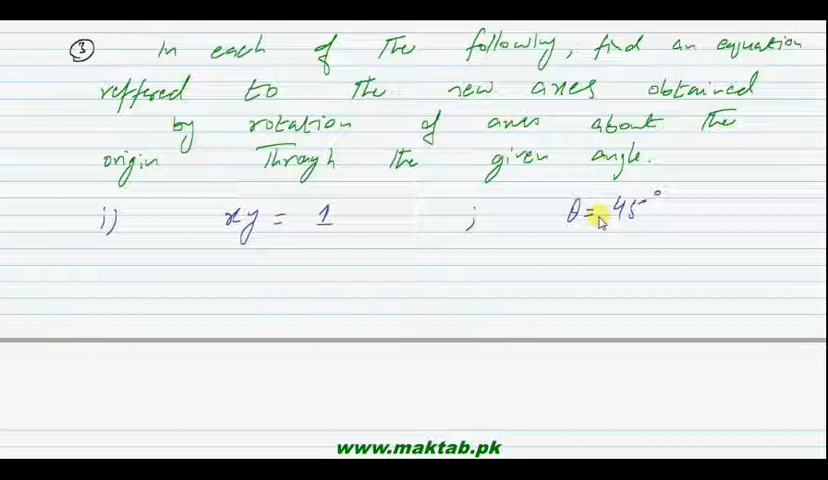 ③ In each of the following, find an equation
reffered to the new axes obtained
by rotation of axes about the
origin through the given angle.
i) xy = 1 ; θ = 45°
www.maktab.pk